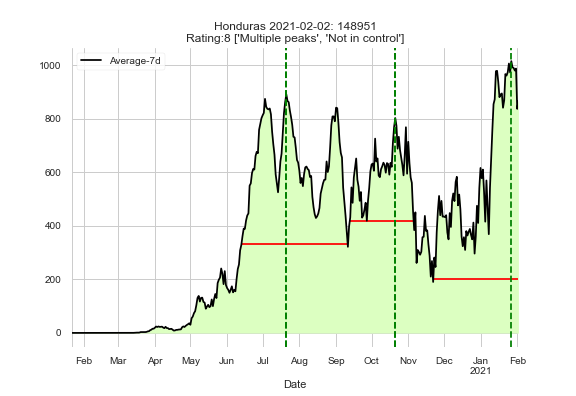 Honduras 2021-02-02: 148951
Rating:8 ['Multiple peaks', 'Not in control']
Average-7d
1000
800
600
400
200
0
Feb Mar Apr May Jun Jul Aug Sep Oct Nov Dec Jan Feb
2021
Date